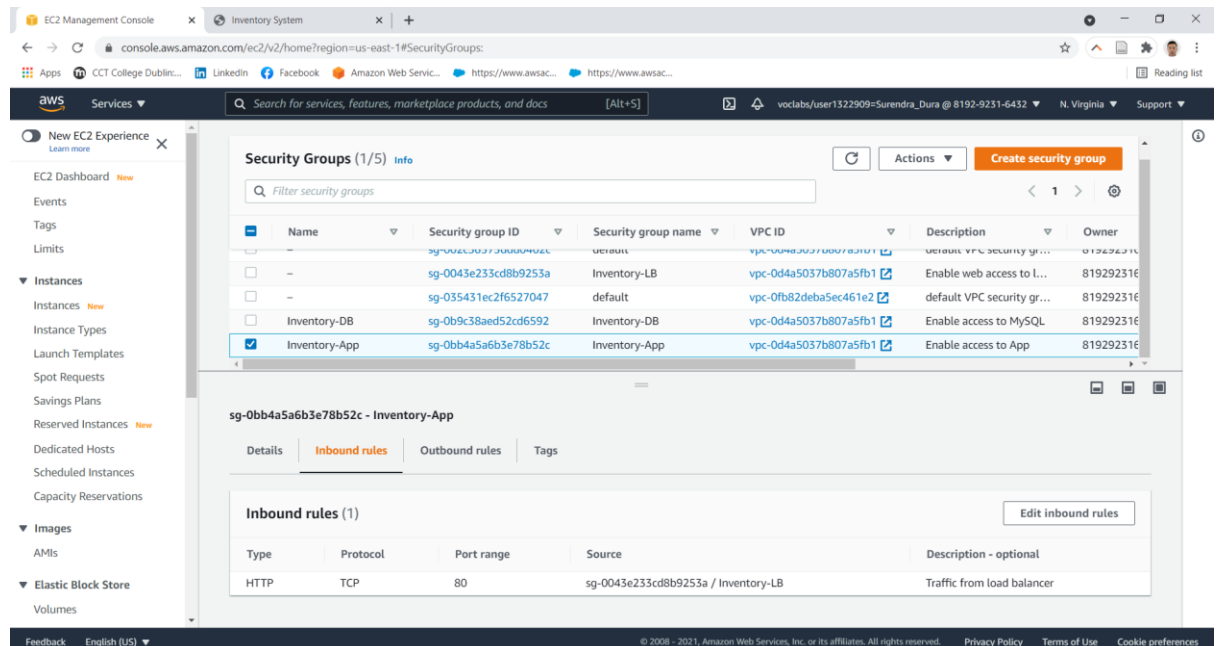 EC2 Management Console
Inventory System
console.aws.amazon.com/ec2/v2/home?region=us-east-1#SecurityGroups:
Apps CCT College Dublin:... LinkedIn Facebook Amazon Web Servic... https://www.awsac... https://www.awsac... Reading list
aws Services Search for services, features, marketplace products, and docs [Alt+S] voclabs/user1322909=Surendra_Dura @ 8192-9231-6432 N. Virginia Support
New EC2 Experience
Learn more
EC2 Dashboard New
Events
Tags
Limits
Instances
Instances New
Instance Types
Launch Templates
Spot Requests
Savings Plans
Reserved Instances New
Dedicated Hosts
Scheduled Instances
Capacity Reservations
Images
AMIs
Elastic Block Store
Volumes
Security Groups (1/5) Info
Actions Create security group
Filter security groups
1
Name Security group ID Security group name VPC ID Description Owner
– default vpc-0d4a5037b807a5fb1 default VPC security gr...
– sg-0043e233cd8b9253a Inventory-LB vpc-0d4a5037b807a5fb1 Enable web access to l...819292316
– sg-035431ec2f6527047 default vpc-0fb82deba5ec461e2 default VPC security gr... 819292316
Inventory-DB sg-0b9c38aed52cd6592 Inventory-DB vpc-0d4a5037b807a5fb1 Enable access to MySQL 819292316
Inventory-App sg-0bb4a5a6b3e78b52c Inventory-App vpc-0d4a5037b807a5fb1 Enable access to App 819292316
sg-0bb4a5a6b3e78b52c - Inventory-App
Details Inbound rules Outbound rules Tags
Inbound rules (1)
Edit inbound rules
Type Protocol Port range Source Description - optional
HTTP TCP 80 sg-0043e233cd8b9253a / Inventory-LB Traffic from load balancer
Feedback English (US) © 2008 - 2021, Amazon Web Services, Inc. or its affiliates. All rights reserved. Privacy Policy Terms of Use Cookie preferences